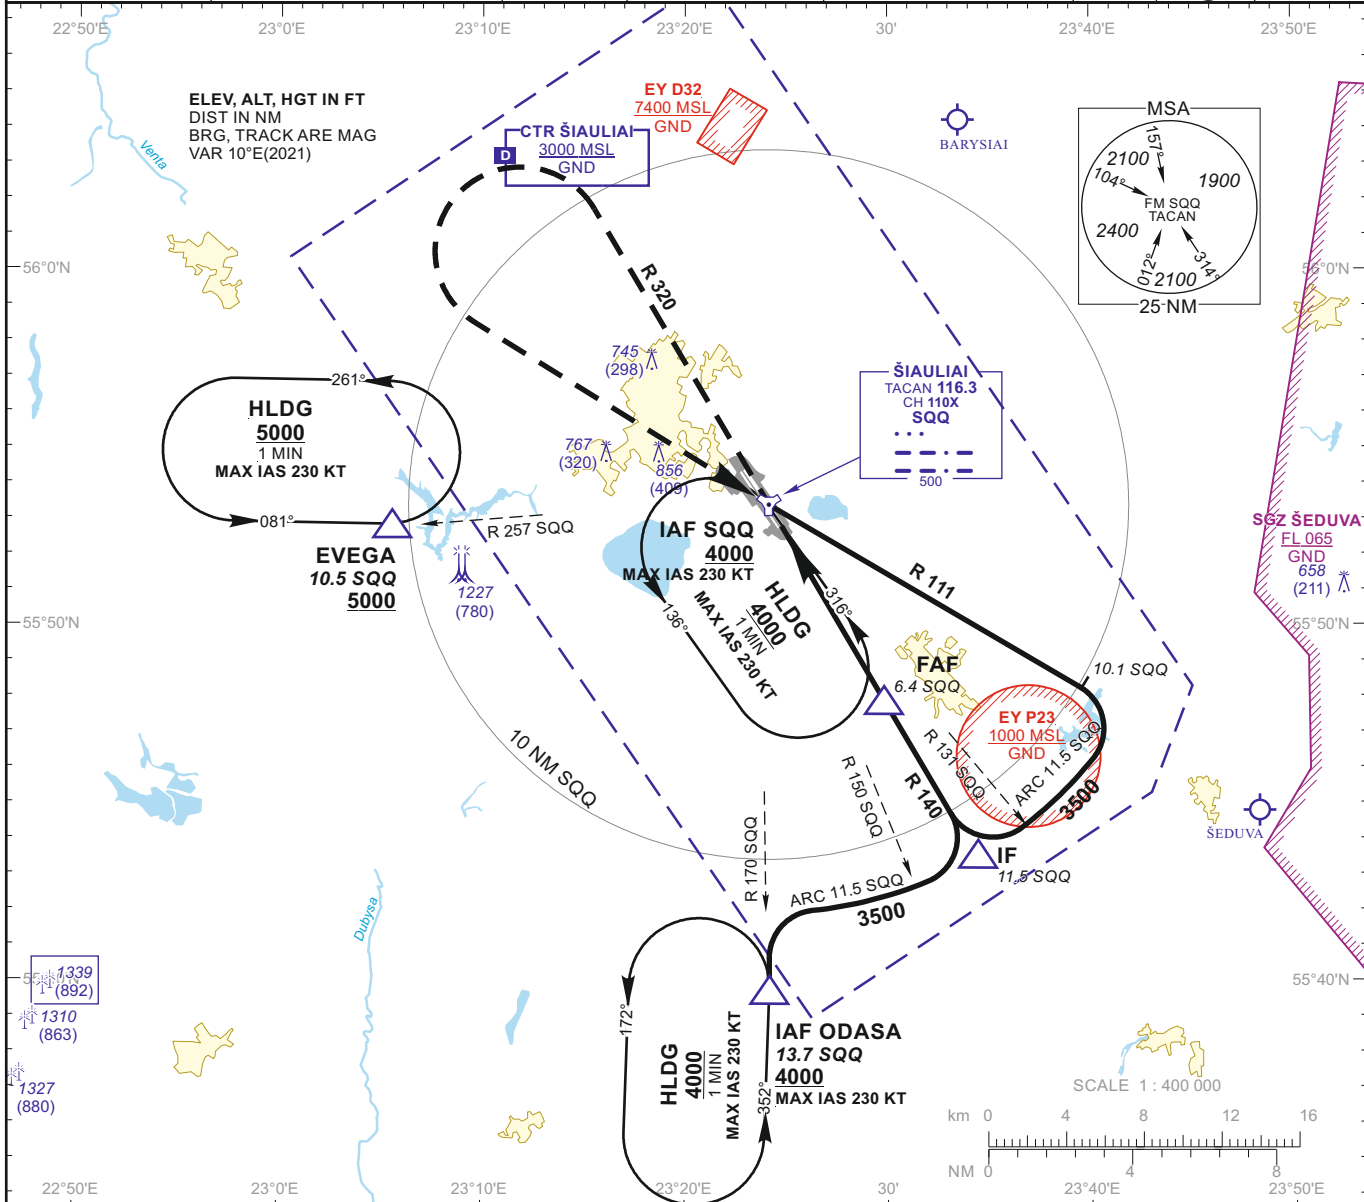 22°50'E
23°0'E
23°10'E
23°20'E
30'
23°40'E
23°50'E
ELEV, ALT, HGT IN FT
DIST IN NM
BRG, TRACK ARE MAG
VAR 10°E(2021)
Venta
CTR ŠIAULIAI
3000 MSL
GND
D
EY D32
7400 MSL
GND
BARYSIAI
MSA
157°
2100
104°
1900
FM SQQ
TACAN
2400
012°
2100
314°
25 NM
56°0'N
56°0'N
R 320
745
(298)
767
(320)
856
(409)
261°
HLDG
5000
1 MIN
MAX IAS 230 KT
081°
R 257 SQQ
EVEGA
10.5 SQQ
5000
1227
(780)
ŠIAULIAI
TACAN 116.3
CH 110X
SQQ
500
SGZ ŠEDUVA
FL 065
GND
658
(211)
IAF SQQ
4000
MAX IAS 230 KT
HLDG
4000
1 MIN
MAX IAS 230 KT
136°
316°
R 111
55°50'N
55°50'N
FAF
6.4 SQQ
10.1 SQQ
EY P23
1000 MSL
GND
R 131 SQQ
ARC 11.5 SQQ
3500
R 140
R 150 SQQ
R 170 SQQ
10 NM SQQ
ŠEDUVA
IF
11.5 SQQ
ARC 11.5 SQQ
3500
Dubysa
1339
(892)
1310
(863)
1327
(880)
55°40'N
172°
HLDG
4000
1 MIN
MAX IAS 230 KT
352°
IAF ODASA
13.7 SQQ
4000
MAX IAS 230 KT
SCALE 1 : 400 000
km 0 4 8 12 16
NM 0 4 8
22°50'E
23°0'E
23°10'E
23°20'E
30'
23°40'E
23°50'E